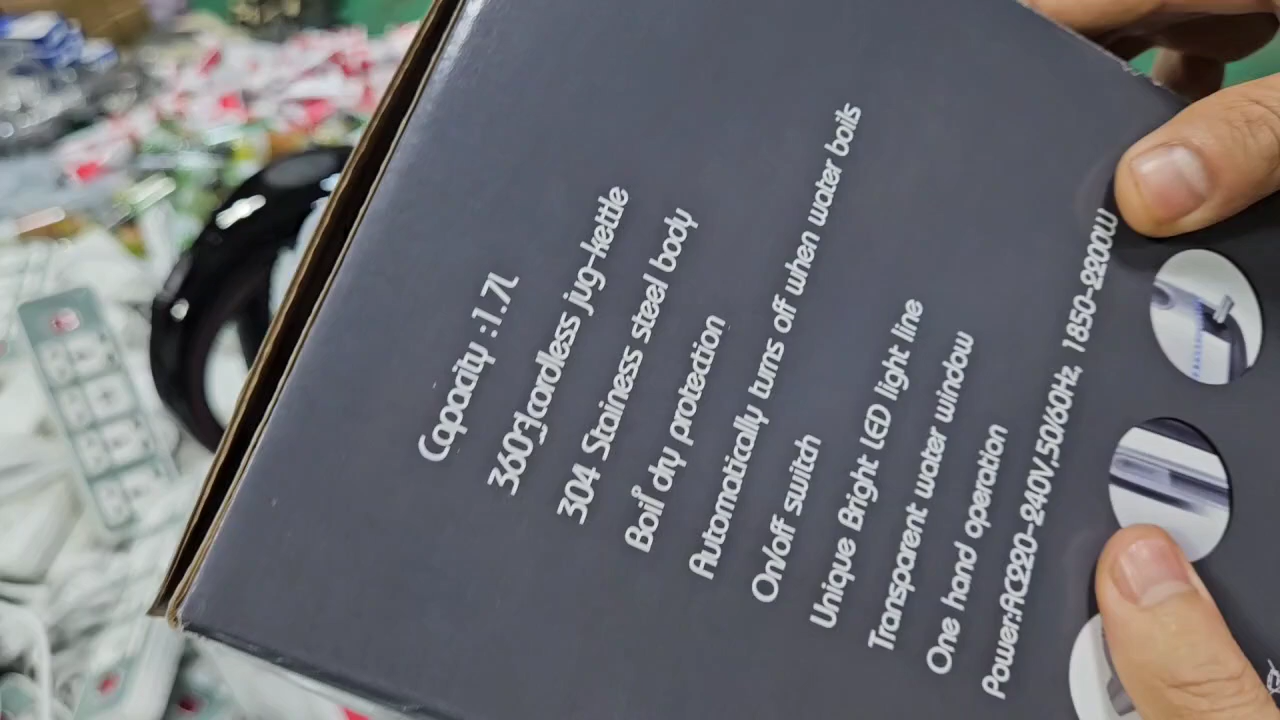 Capacity :1.7L
360°cordless jug-kettle
304 Stainess steel body
Boil dry protection
Automatically turns off when water boils
On/off switch
Unique Bright LED light line
Transparent water window
One hand operation
Power:AC220-240V,50/60Hz, 1850-2200W